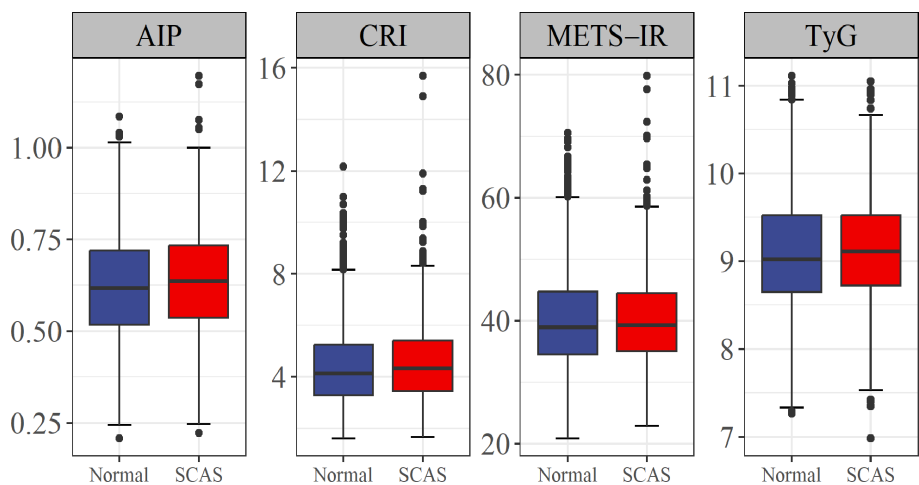 AIP
CRI
METS–IR
TyG
1.00
0.75
0.50
0.25
16
12
8
4
80
60
40
20
11
10
9
8
7
Normal SCAS
Normal SCAS
Normal SCAS
Normal SCAS